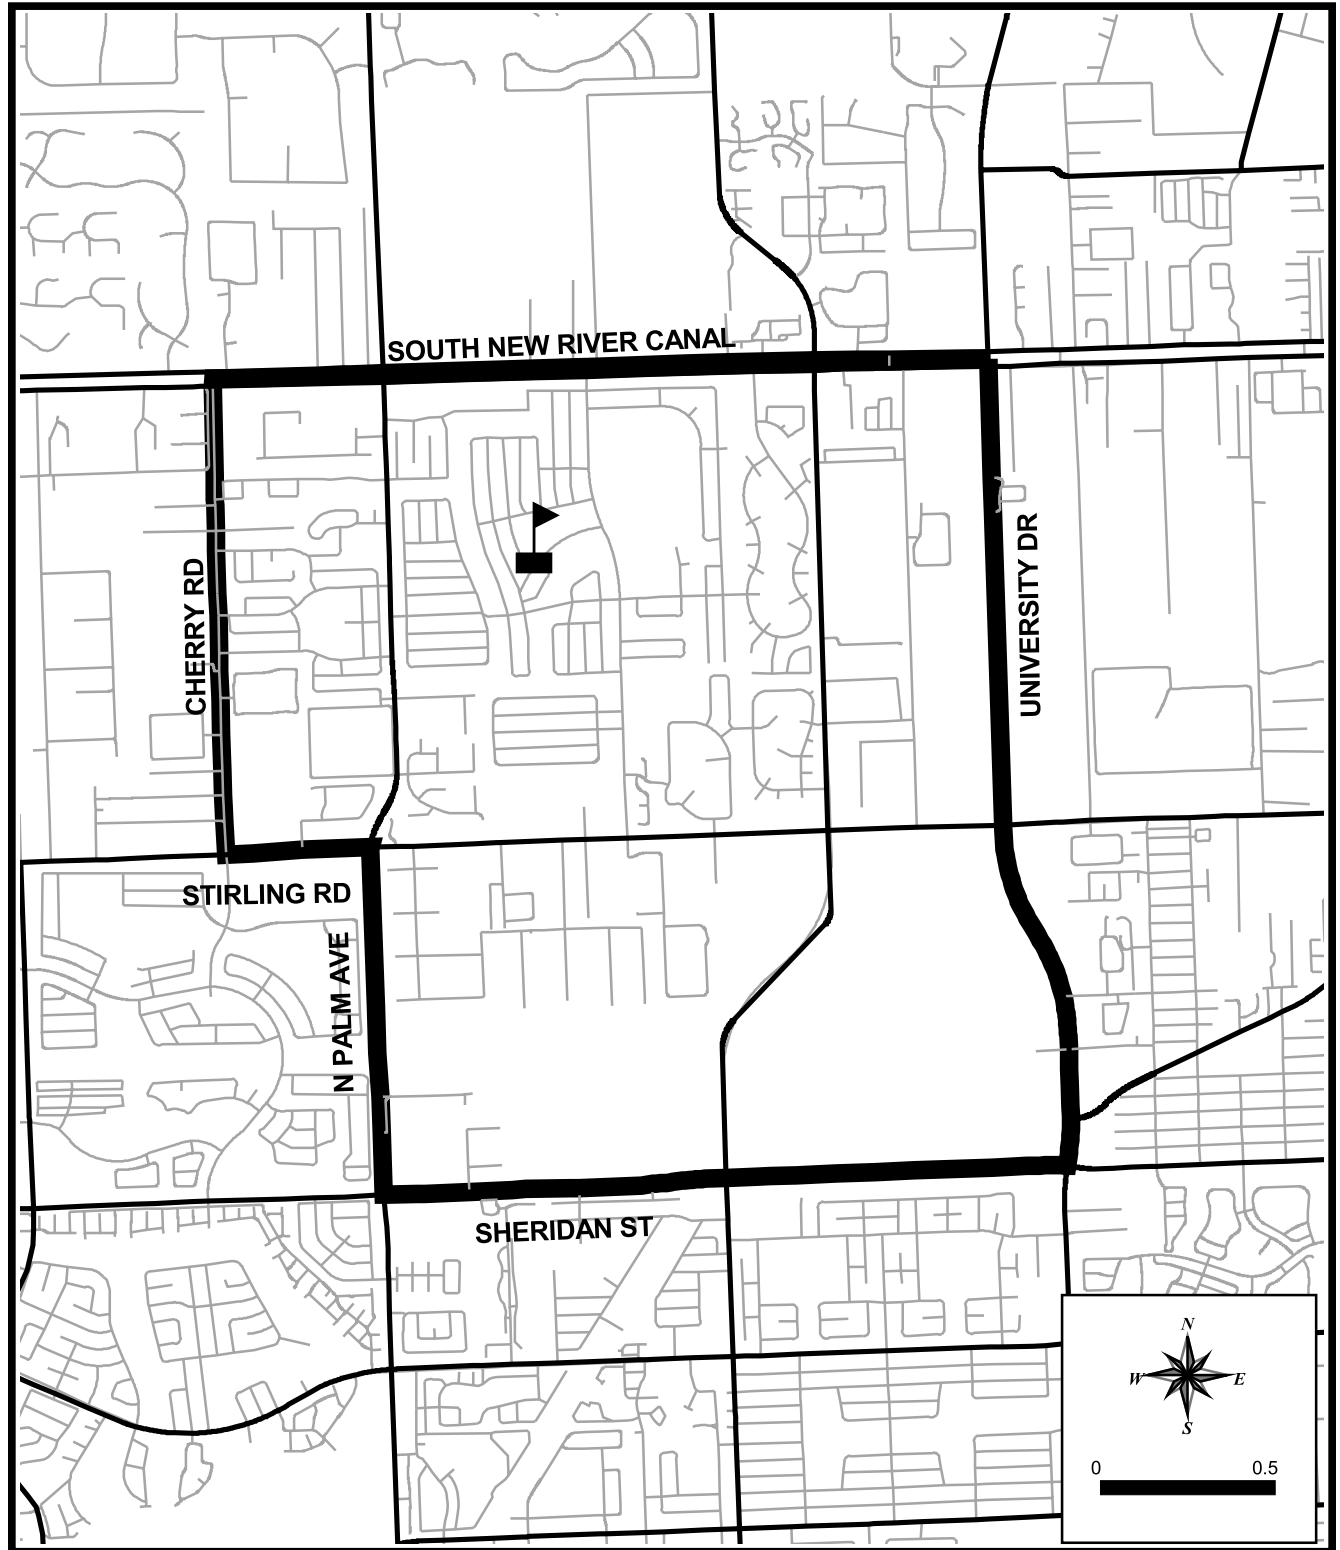 SOUTH NEW RIVER CANAL
CHERRY RD
UNIVERSITY DR
STIRLING RD
N PALM AVE
SHERIDAN ST
N
W E
S
0 0.5